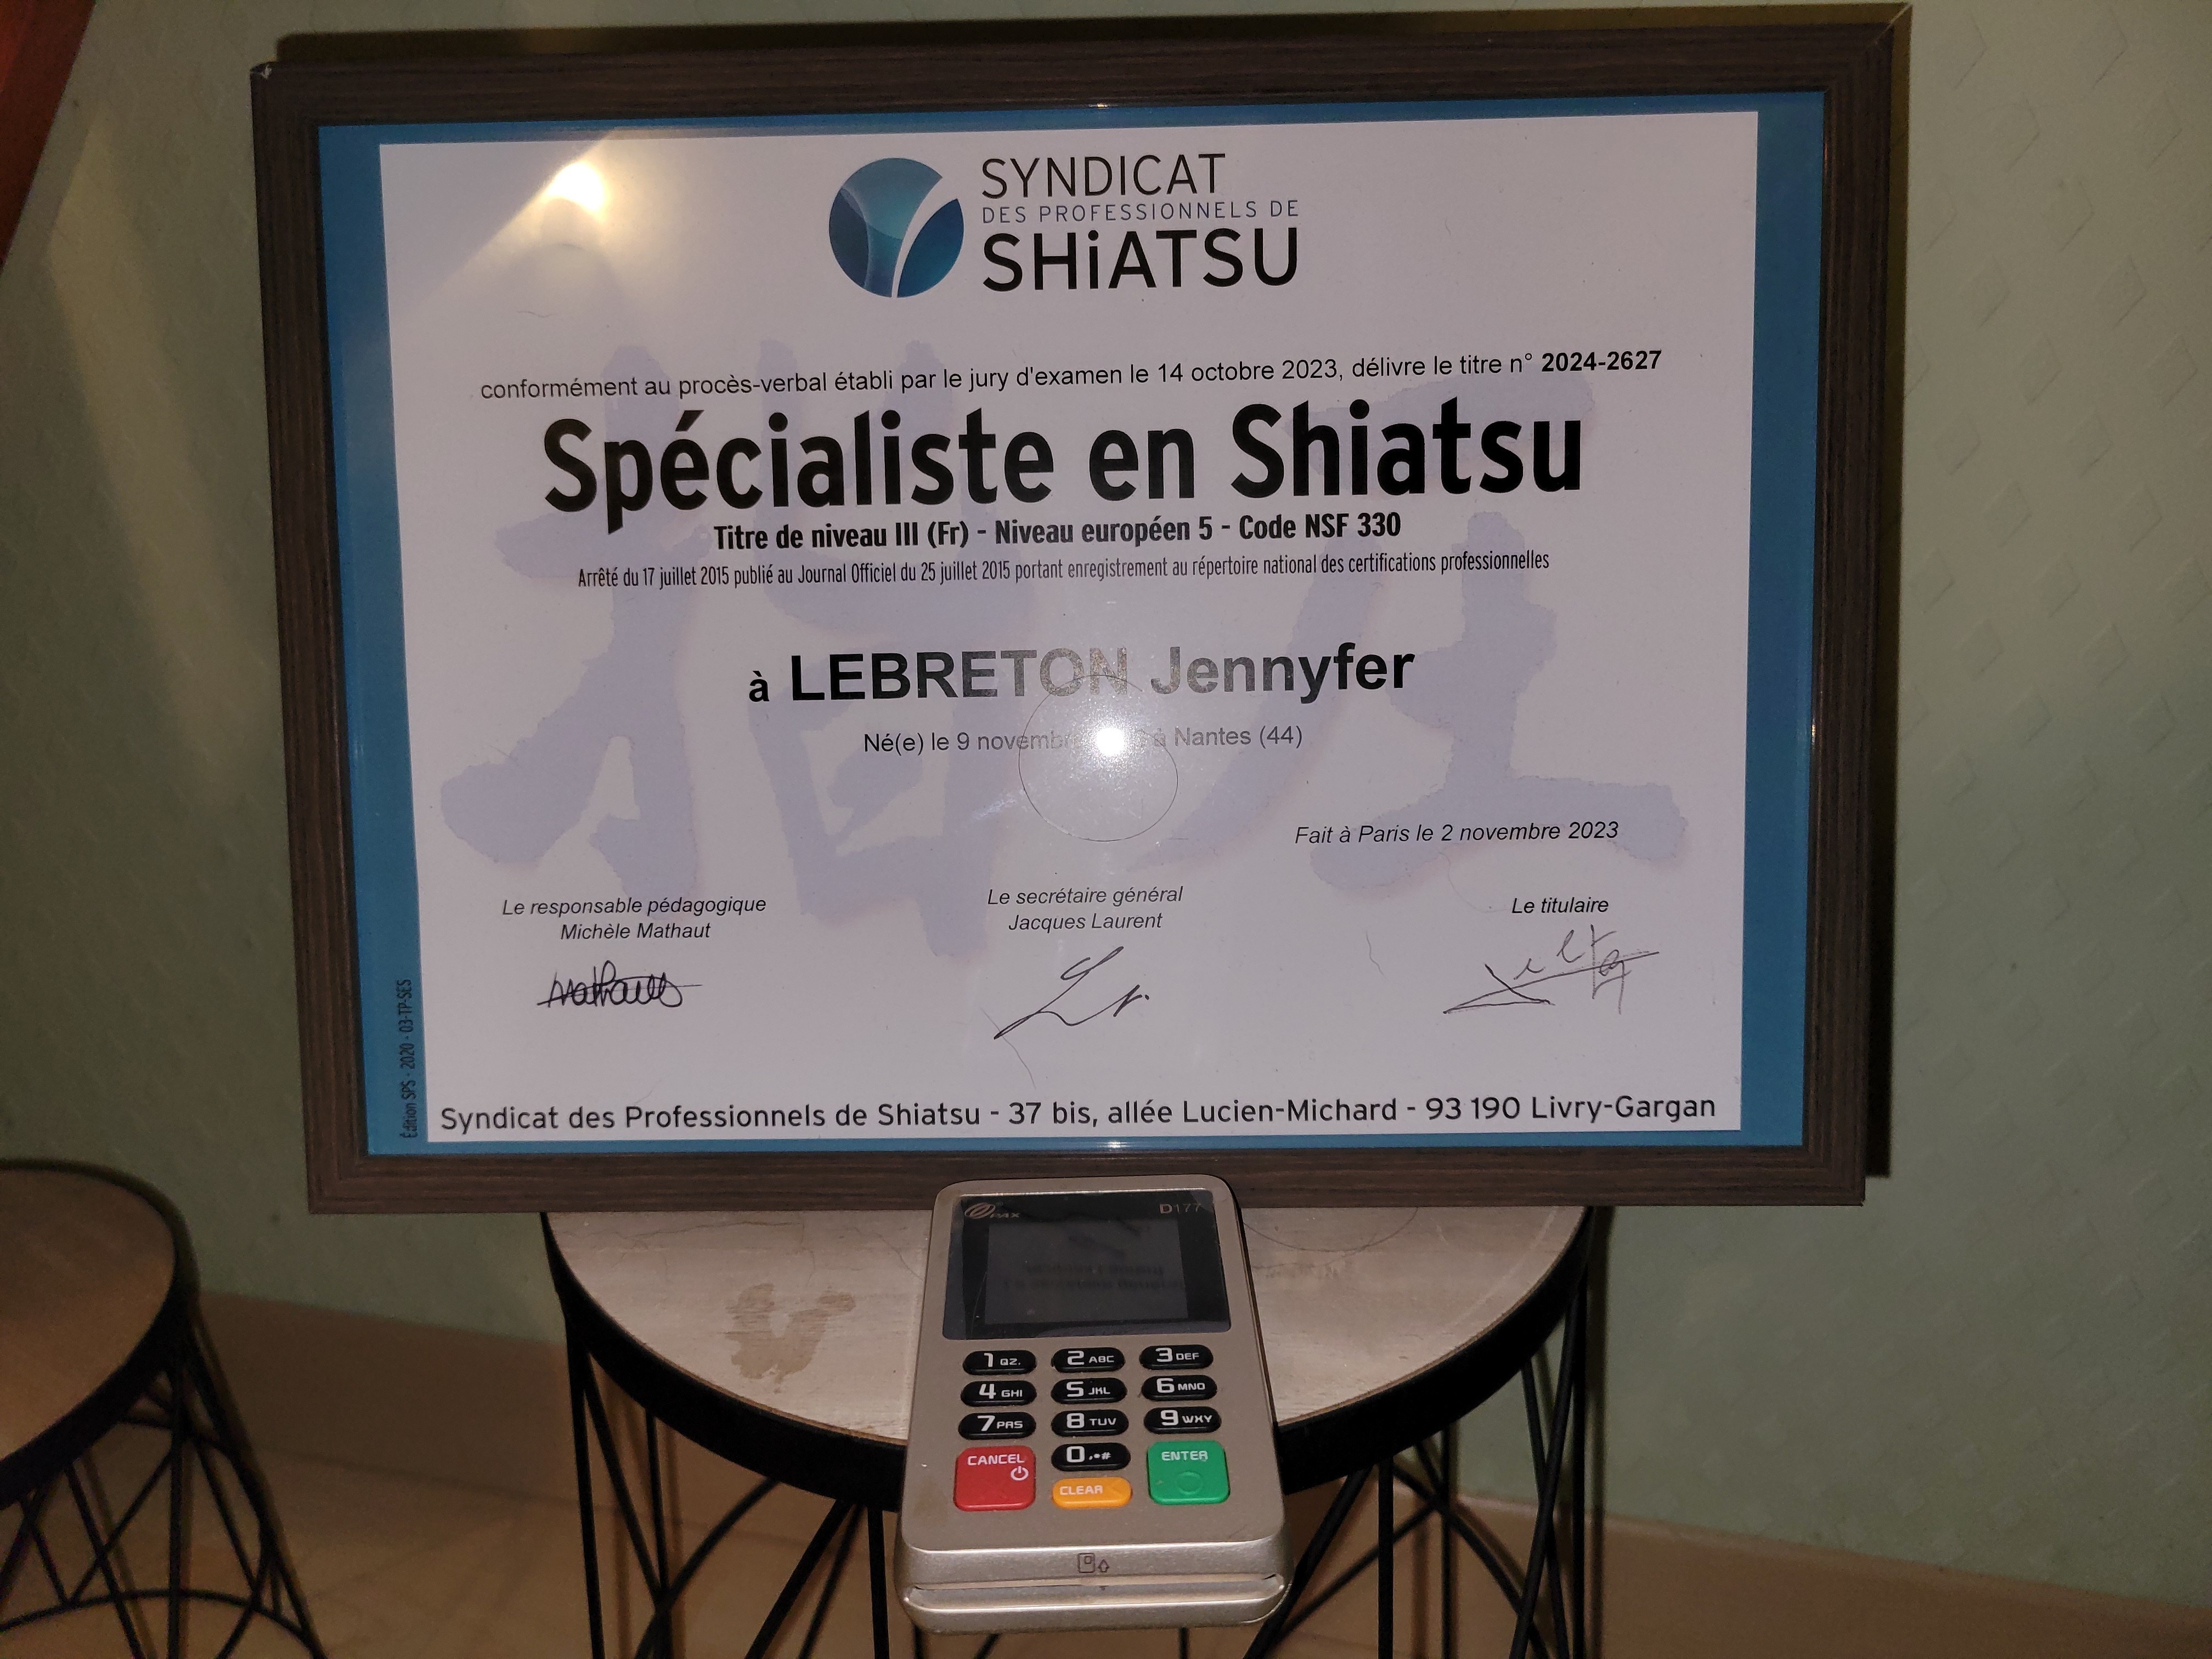 SYNDICAT
DES PROFESSIONNELS DE
SHiATSU
conformément au procès-verbal établi par le jury d'examen le 14 octobre 2023, délivre le titre n° 2024-2627
Spécialiste en Shiatsu
Titre de niveau III (Fr) - Niveau européen 5 - Code NSF 330
Arrêté du 17 juillet 2015 publié au Journal Officiel du 25 juillet 2015 portant enregistrement au répertoire national des certifications professionnelles
à LEBRETON Jennyfer
Né(e) le 9 à Nantes (44)
Fait à Paris le 2 novembre 2023
Le responsable pédagogique
Michèle Mathaut
Le secrétaire général
Jacques Laurent
Le titulaire
Édition SPS - 2020 - 03-TP-SES
Syndicat des Professionnels de Shiatsu - 37 bis, allée Lucien-Michard - 93 190 Livry-Gargan
PAX D177
1 QZ. 2 ABC 3 DEF
4 GHI 5 JKL 6 MNO
7 PRS 8 TUV 9 WXY
CANCEL 0 ,•# ENTER
CLEAR